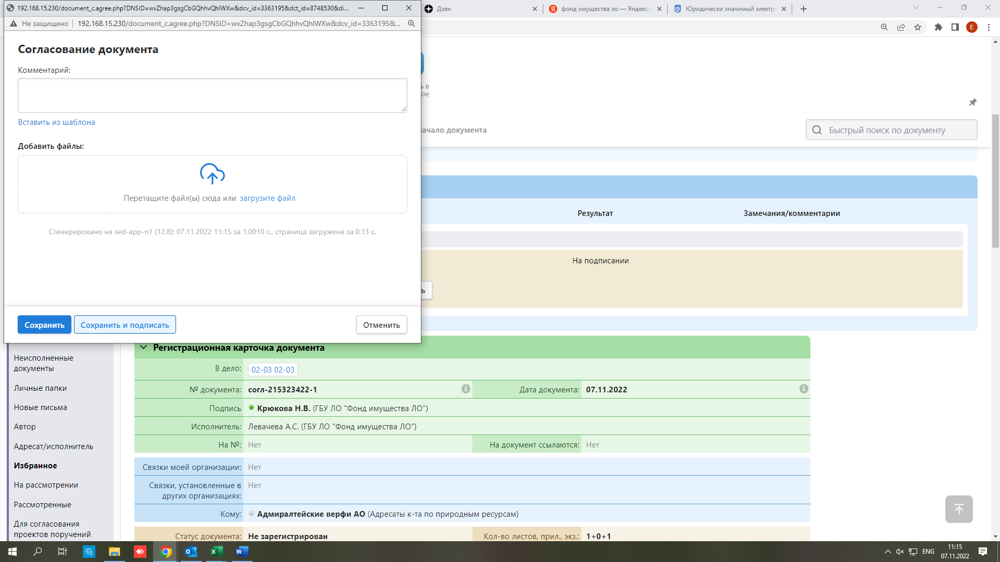 192.168.15.230/document_c.agree.php?DNSID=wvZhap3gsgCbGQhhvQhIWXw&dcv_id=3363195&dct_id=8748530&di...
Не защищено
192.168.15.230/document_c.agree.php?DNSID=wvZhap3gsgCbGQhhvQhIWXw&dcv_id=3363195&...
Дзен
фонд имущества ло — Яндекс:
Юридически значимый электро
E
Согласование документа
Комментарий:
Вставить из шаблона
Добавить файлы:
Перетащите файл(ы) сюда или загрузите файл
Сгенерировано на sed-app-n1 (12.8): 07.11.2022 11:15 за 1,0010 с., страница загружена за 0,13 с.
Сохранить
Сохранить и подписать
Отменить
ь в
ое
ачало документа
Быстрый поиск по документу
Результат
Замечания/комментарии
На подписании
ь
Неисполненные
документы
Личные папки
Новые письма
Автор
Адресат/исполнитель
Избранное
На рассмотрении
Рассмотренные
Для согласования
проектов поручений
Регистрационная карточка документа
В дело: 02-03 02-03
№ документа: согл-215323422-1
Дата документа: 07.11.2022
Подпись Крюкова Н.В. (ГБУ ЛО "Фонд имущества ЛО")
Исполнитель: Левачева А.С. (ГБУ ЛО "Фонд имущества ЛО")
На №: Нет
На документ ссылаются: Нет
Связки моей организации: Нет
Связки, установленные в
других организациях: Нет
Кому: Адмиралтейские верфи АО (Адресаты к-та по природным ресурсам)
Статус документа: Не зарегистрирован
Кол-во листов, прил., экз.: 1+0+1
ENG
11:15
07.11.2022